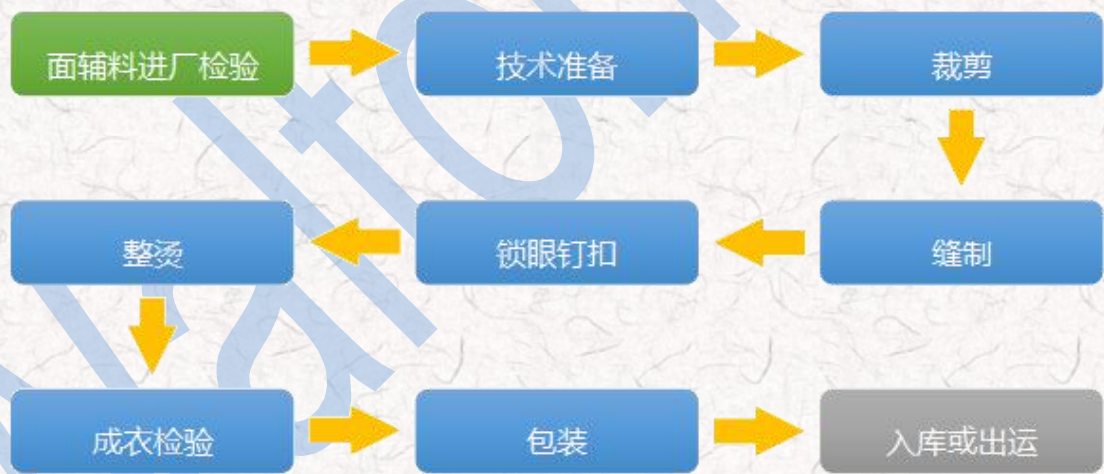 面辅料进厂检验
技术准备
裁剪
缝制
锁眼钉扣
整烫
成衣检验
包装
入库或出运